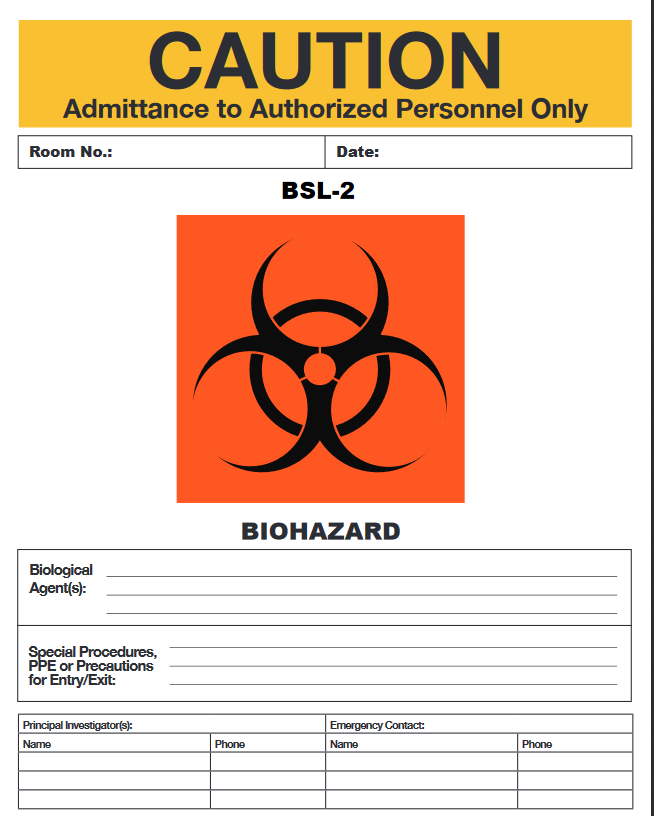 CAUTION
Admittance to Authorized Personnel Only
Room No.: Date:
BSL-2
BIOHAZARD
Biological
Agent(s):
Special Procedures,
PPE or Precautions
for Entry/Exit:
Principal Investigator(s): Emergency Contact:
Name Phone Name Phone